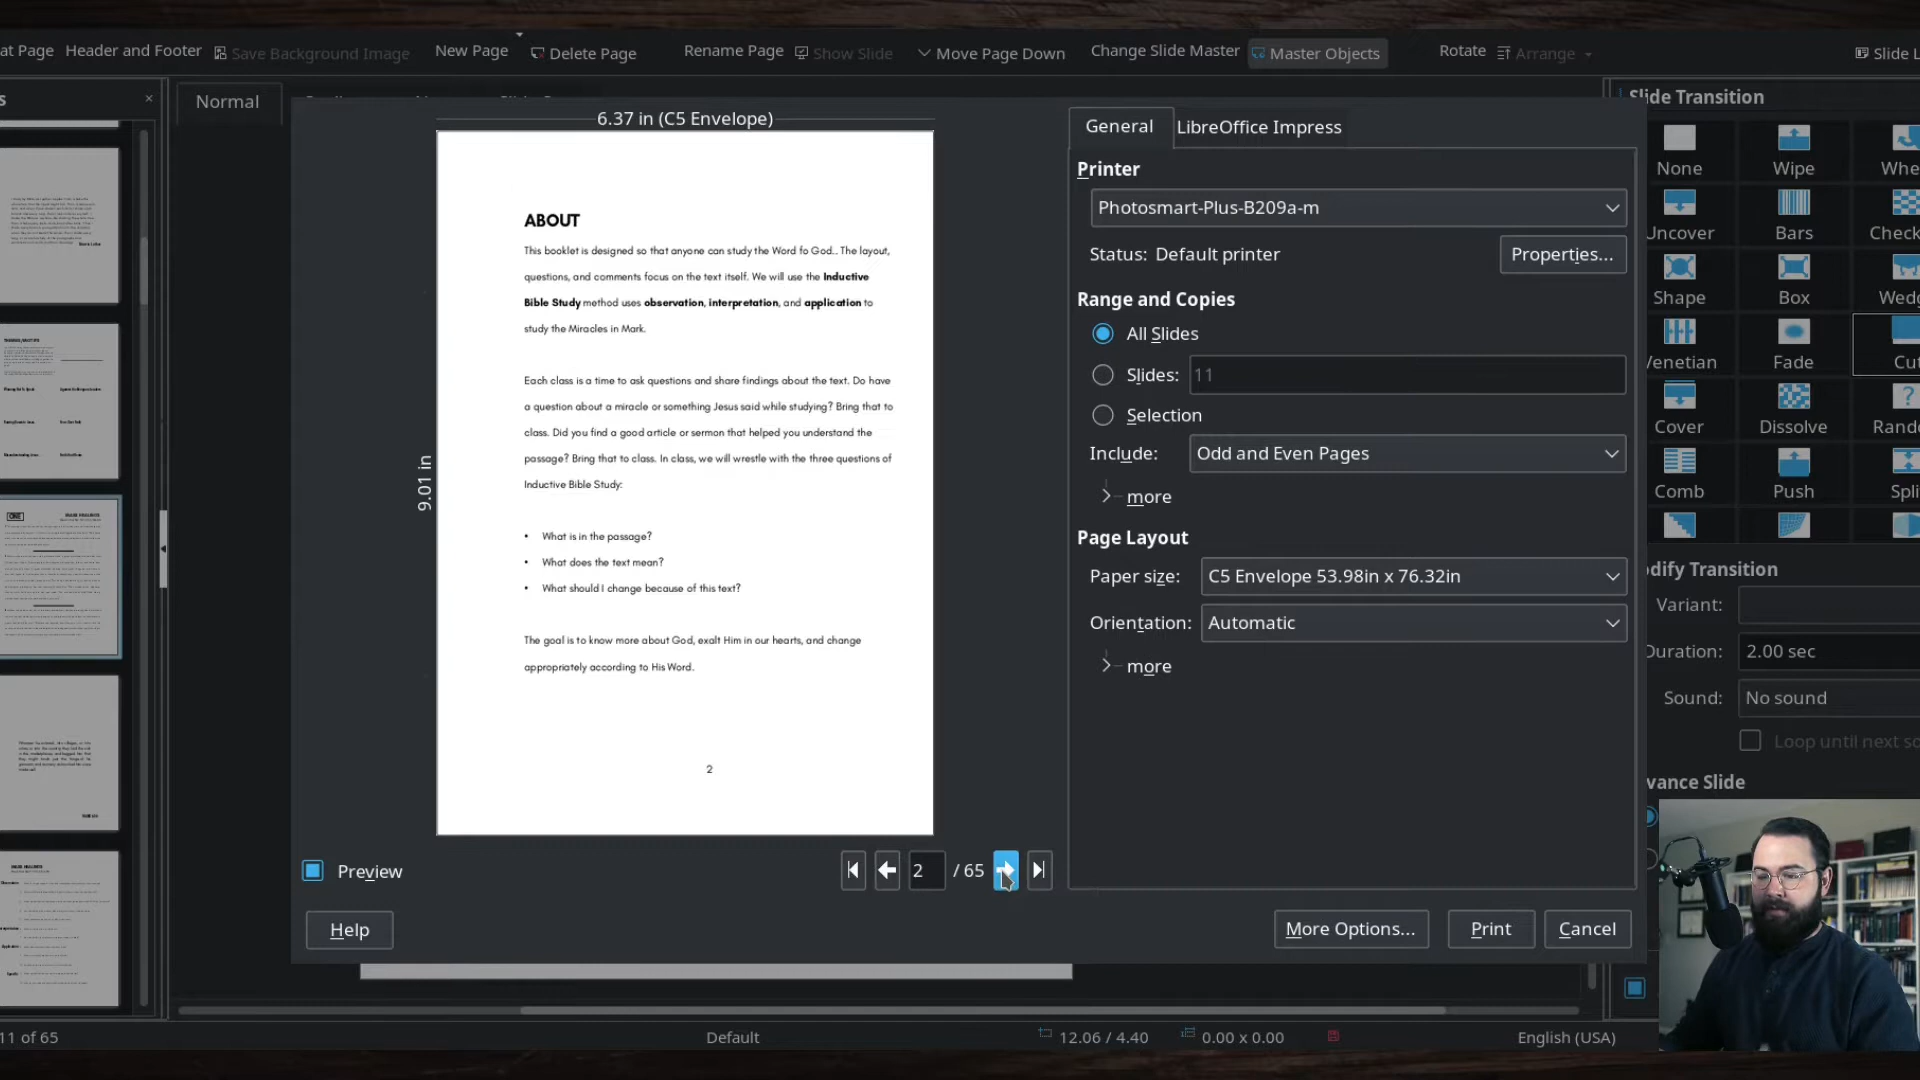 at Page Header and Footer Save Background Image New Page Delete Page Rename Page Show Slide Move Page Down Change Slide Master Master Objects Rotate Arrange Slide L
s × Normal
6.37 in (C5 Envelope)
9.01 in
ABOUT
This booklet is designed so that anyone can study the Word fo God.. The layout,
questions, and comments focus on the text itself. We will use the Inductive
Bible Study method uses observation, interpretation, and application to
study the Miracles in Mark.
Each class is a time to ask questions and share findings about the text. Do have
a question about a miracle or something Jesus said while studying? Bring that to
class. Did you find a good article or sermon that helped you understand the
passage? Bring that to class. In class, we will wrestle with the three questions of
Inductive Bible Study:
• What is in the passage?
• What does the text mean?
• What should I change because of this text?
The goal is to know more about God, exalt Him in our hearts, and change
appropriately according to His Word.
2
Preview
2 / 65
Help
General LibreOffice Impress
Printer
Photosmart-Plus-B209a-m
Status: Default printer Properties...
Range and Copies
All Slides
Slides: 11
Selection
Include: Odd and Even Pages
more
Page Layout
Paper size: C5 Envelope 53.98in x 76.32in
Orientation: Automatic
more
More Options... Print Cancel
Slide Transition
None Wipe Whe
Uncover Bars Check
Shape Box Wedg
Venetian Fade Cut
Cover Dissolve Rando
Comb Push Spli
odify Transition
Variant:
Duration: 2.00 sec
Sound: No sound
Loop until next so
vance Slide
11 of 65 Default 12.06 / 4.40 0.00 x 0.00 English (USA)